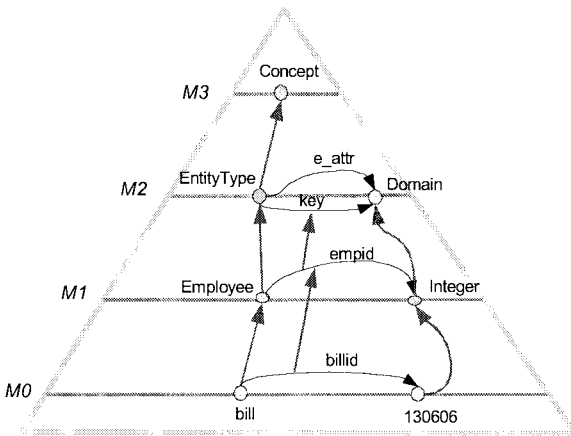 Concept
M3
e_attr
EntityType
Domain
M2
key
empid
Employee
Integer
M1
billid
M0
bill
130606